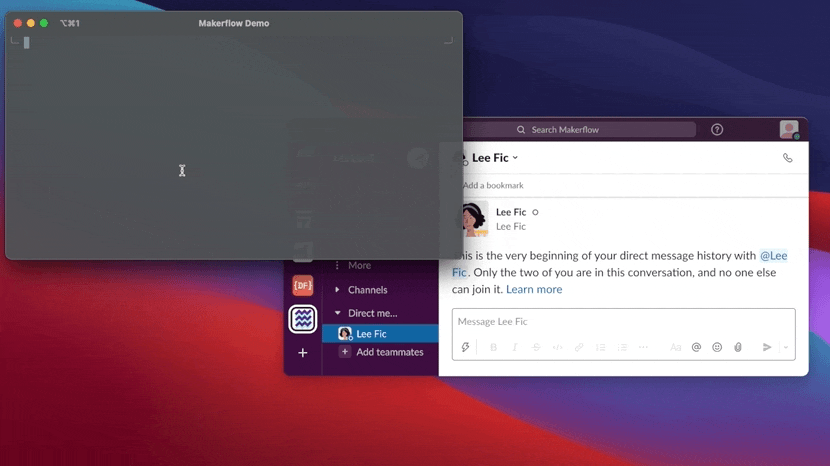 ⌥⌘1
Makerflow Demo
Search Makerflow
Lee Fic
Add a bookmark
Lee Fic
Lee Fic
This is the very beginning of your direct message history with @Lee
Fic. Only the two of you are in this conversation, and no one else
can join it. Learn more
More
{DF}
Channels
Direct me...
Lee Fic
Add teammates
Message Lee Fic
B I S </>
Aa @